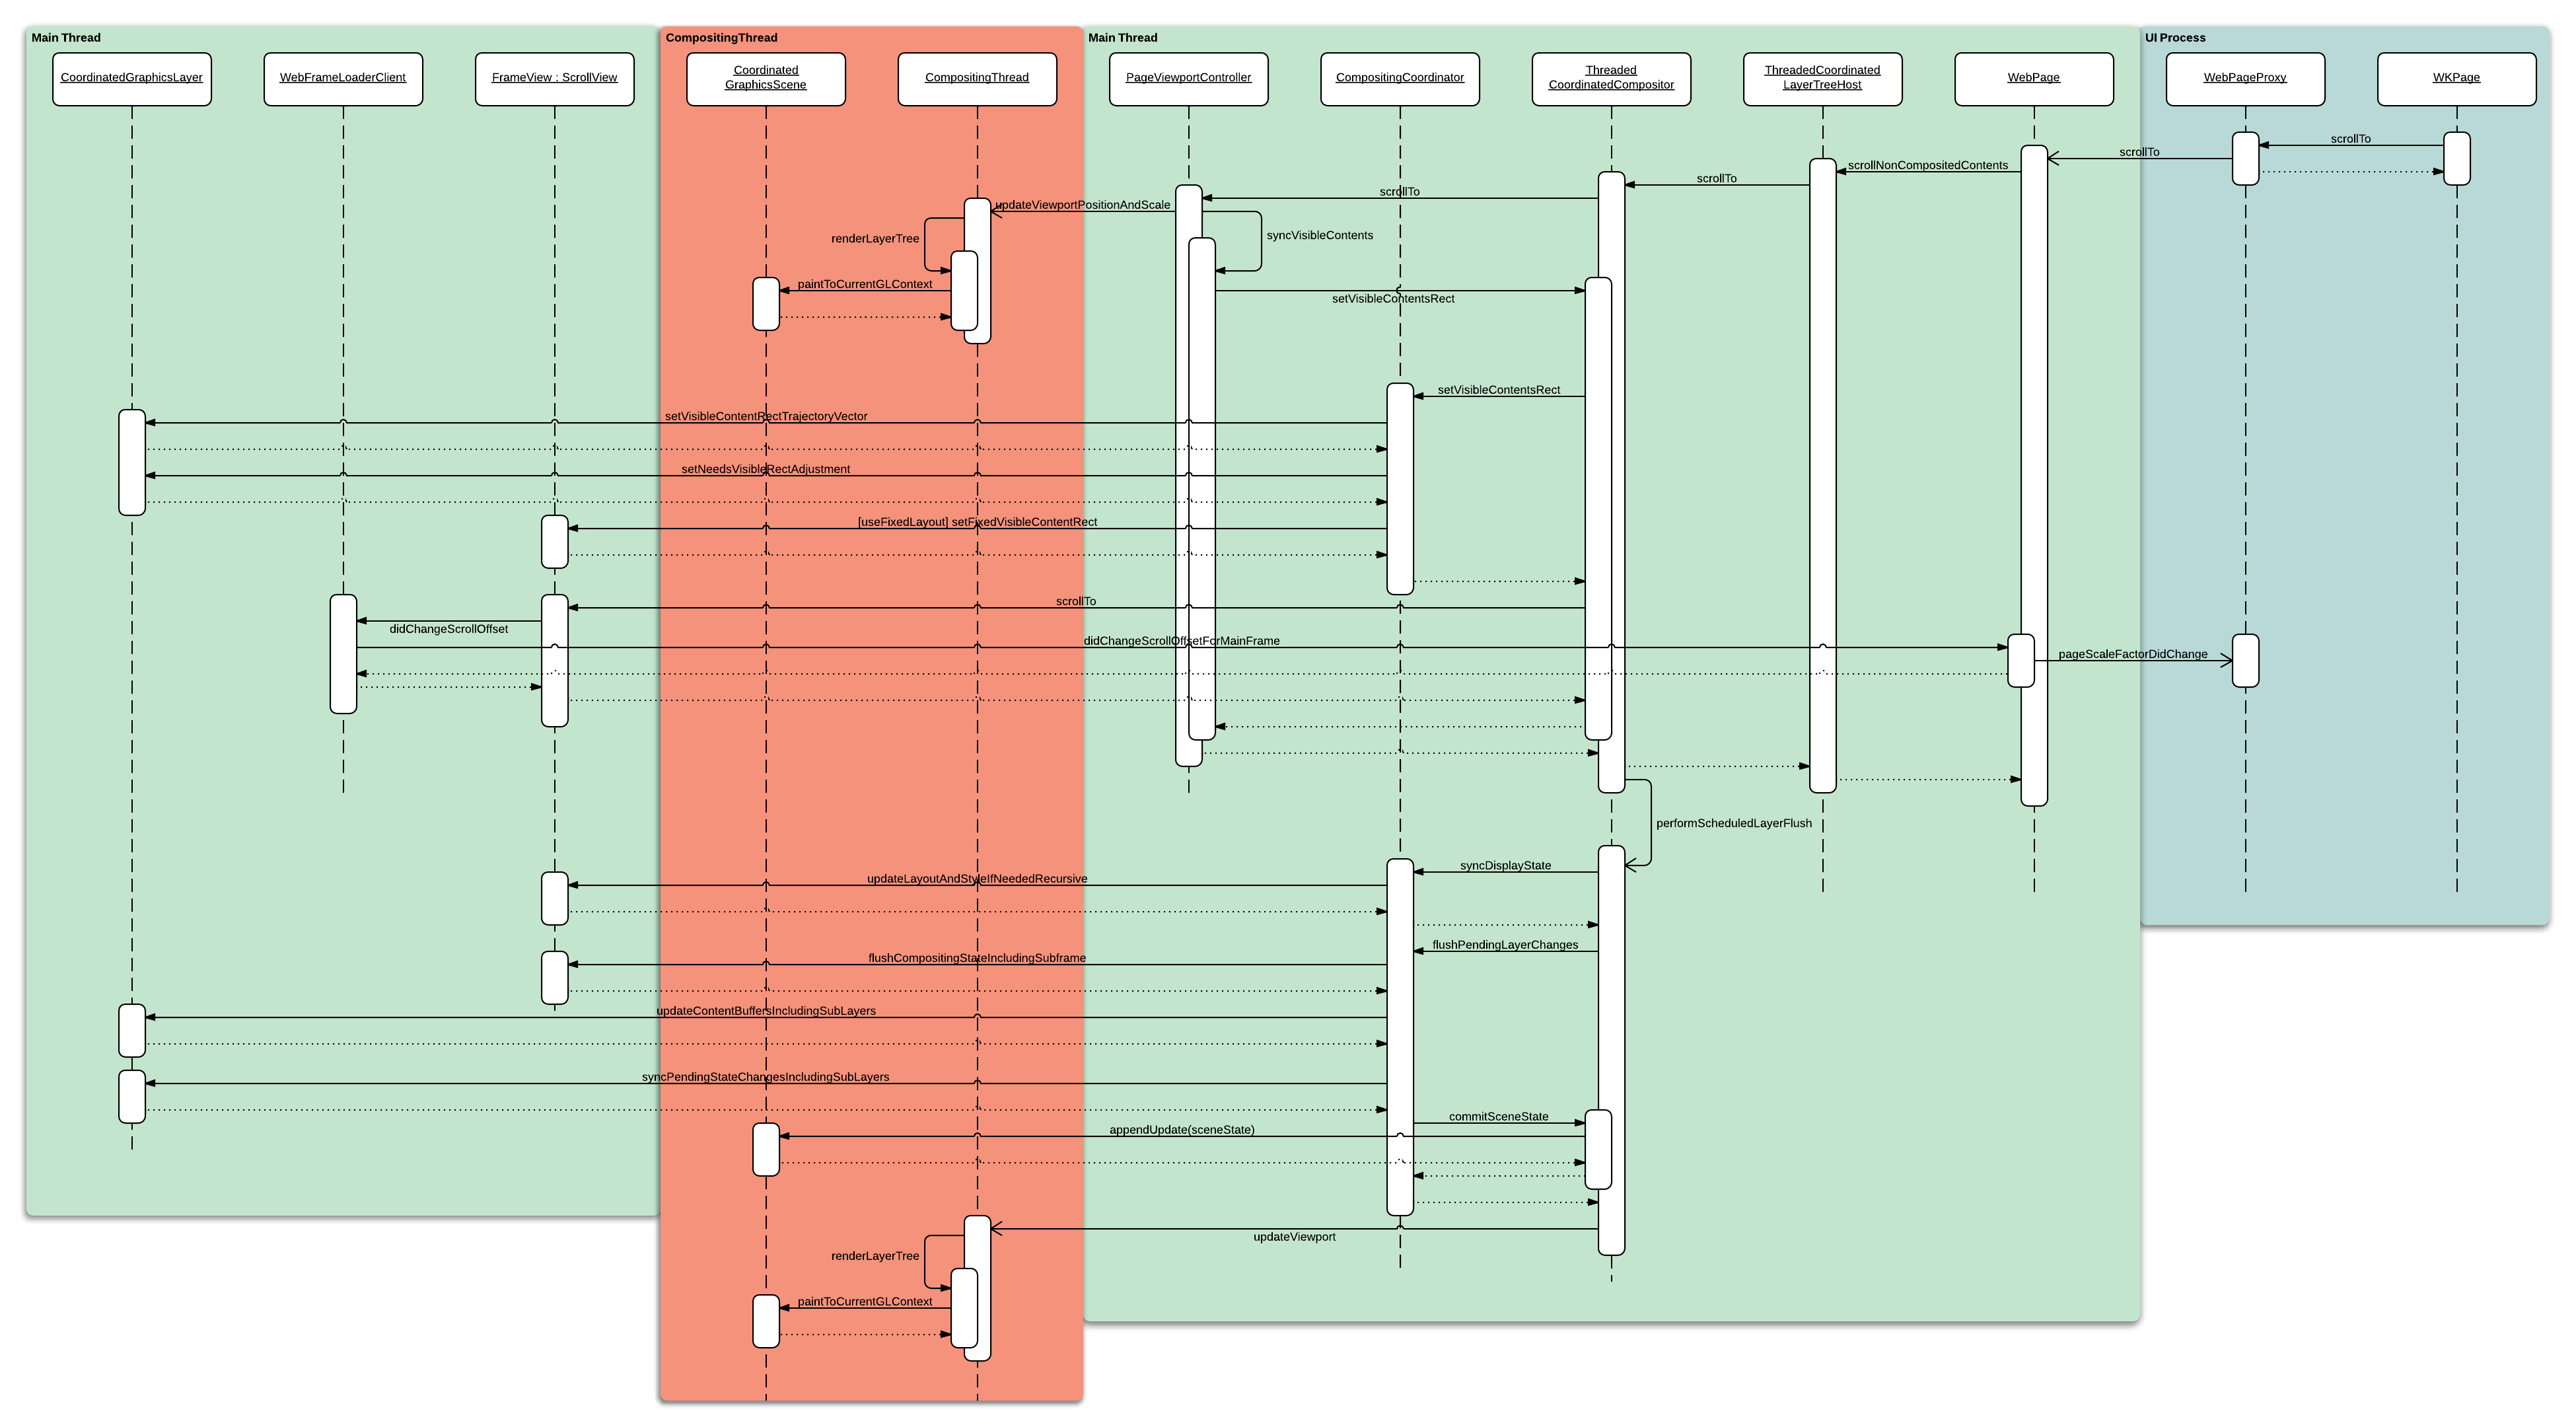 Main Thread
CompositingThread
Main Thread
UI Process
CoordinatedGraphicsLayer
WebFrameLoaderClient
FrameView : ScrollView
Coordinated
GraphicsScene
CompositingThread
PageViewportController
CompositingCoordinator
Threaded
CoordinatedCompositor
ThreadedCoordinated
LayerTreeHost
WebPage
WebPageProxy
WKPage
scrollTo
scrollTo
scrollNonCompositedContents
scrollTo
scrollTo
updateViewportPositionAndScale
syncVisibleContents
renderLayerTree
paintToCurrentGLContext
setVisibleContentsRect
setVisibleContentsRect
setVisibleContentRectTrajectoryVector
setNeedsVisibleRectAdjustment
[useFixedLayout] setFixedVisibleContentRect
scrollTo
didChangeScrollOffset
didChangeScrollOffsetForMainFrame
pageScaleFactorDidChange
performScheduledLayerFlush
syncDisplayState
updateLayoutAndStyleIfNeededRecursive
flushPendingLayerChanges
flushCompositingStateIncludingSubframe
updateContentBuffersIncludingSubLayers
syncPendingStateChangesIncludingSubLayers
commitSceneState
appendUpdate(sceneState)
updateViewport
renderLayerTree
paintToCurrentGLContext